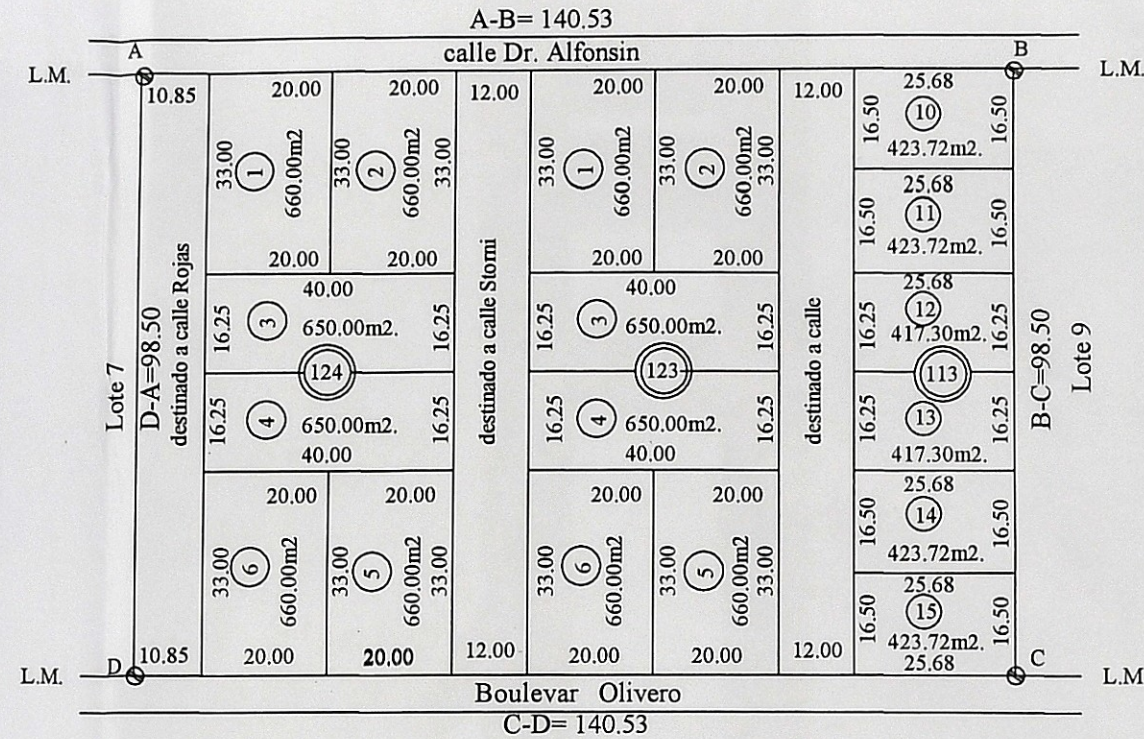 A-B= 140.53
A
calle Dr. Alfonsin
B
L.M.
L.M.
10.85
20.00
20.00
12.00
20.00
20.00
12.00
25.68
33.00
1
660.00m2
33.00
2
660.00m2
33.00
33.00
1
660.00m2
33.00
2
660.00m2
33.00
16.50
10
16.50
423.72m2.
25.68
16.50
11
16.50
423.72m2.
20.00
20.00
20.00
20.00
Lote 7
D-A=98.50
destinado a calle Rojas
destinado a calle Storni
destinado a calle
B-C=98.50
Lote 9
40.00
16.25
3
650.00m2.
16.25
40.00
16.25
3
650.00m2.
16.25
25.68
16.25
12
16.25
417.30m2.
124
123
113
16.25
4
650.00m2.
16.25
40.00
16.25
4
650.00m2.
16.25
40.00
16.25
13
16.25
417.30m2.
20.00
20.00
20.00
20.00
25.68
16.50
14
16.50
423.72m2.
33.00
6
660.00m2
33.00
5
660.00m2
33.00
33.00
6
660.00m2
33.00
5
660.00m2
33.00
25.68
16.50
15
16.50
423.72m2.
25.68
10.85
20.00
20.00
12.00
20.00
20.00
12.00
L.M.
D
C
L.M
Boulevar Olivero
C-D= 140.53